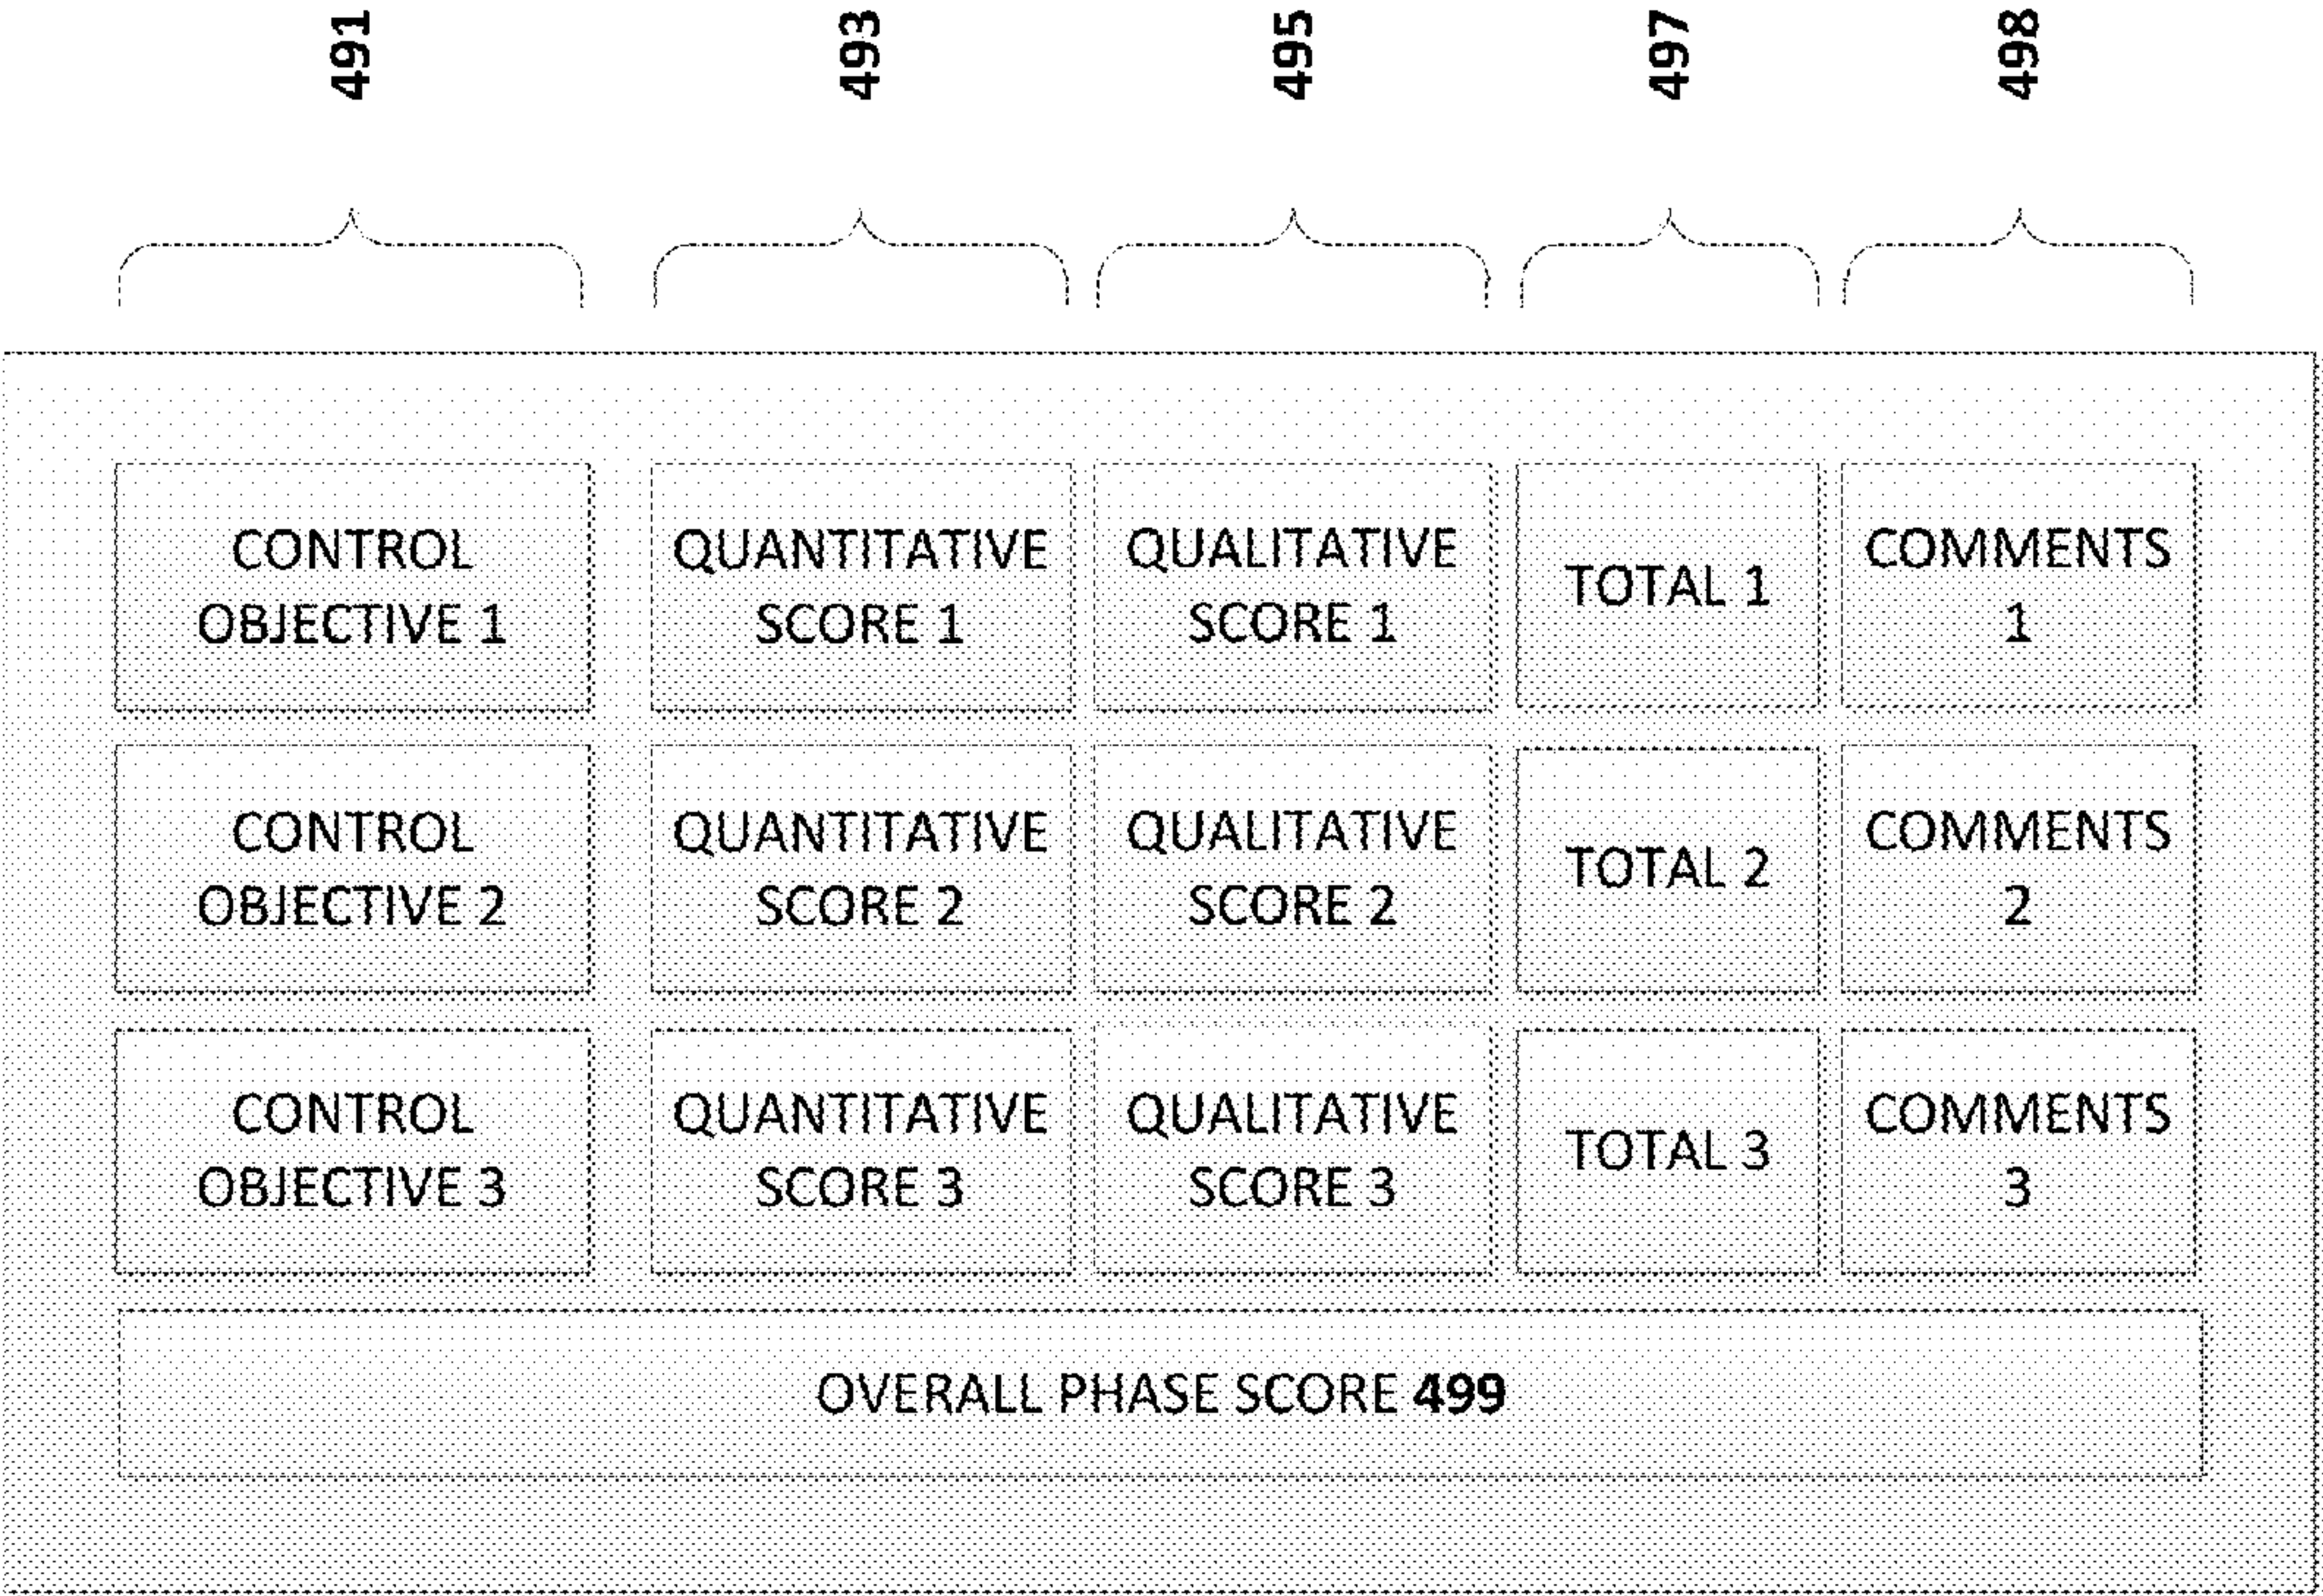 491
493
495
497
498
CONTROL
OBJECTIVE 1
QUANTITATIVE
SCORE 1
QUALITATIVE
SCORE 1
TOTAL 1
COMMENTS
1
CONTROL
OBJECTIVE 2
QUANTITATIVE
SCORE 2
QUALITATIVE
SCORE 2
TOTAL 2
COMMENTS
2
CONTROL
OBJECTIVE 3
QUANTITATIVE
SCORE 3
QUALITATIVE
SCORE 3
TOTAL 3
COMMENTS
3
OVERALL PHASE SCORE 499